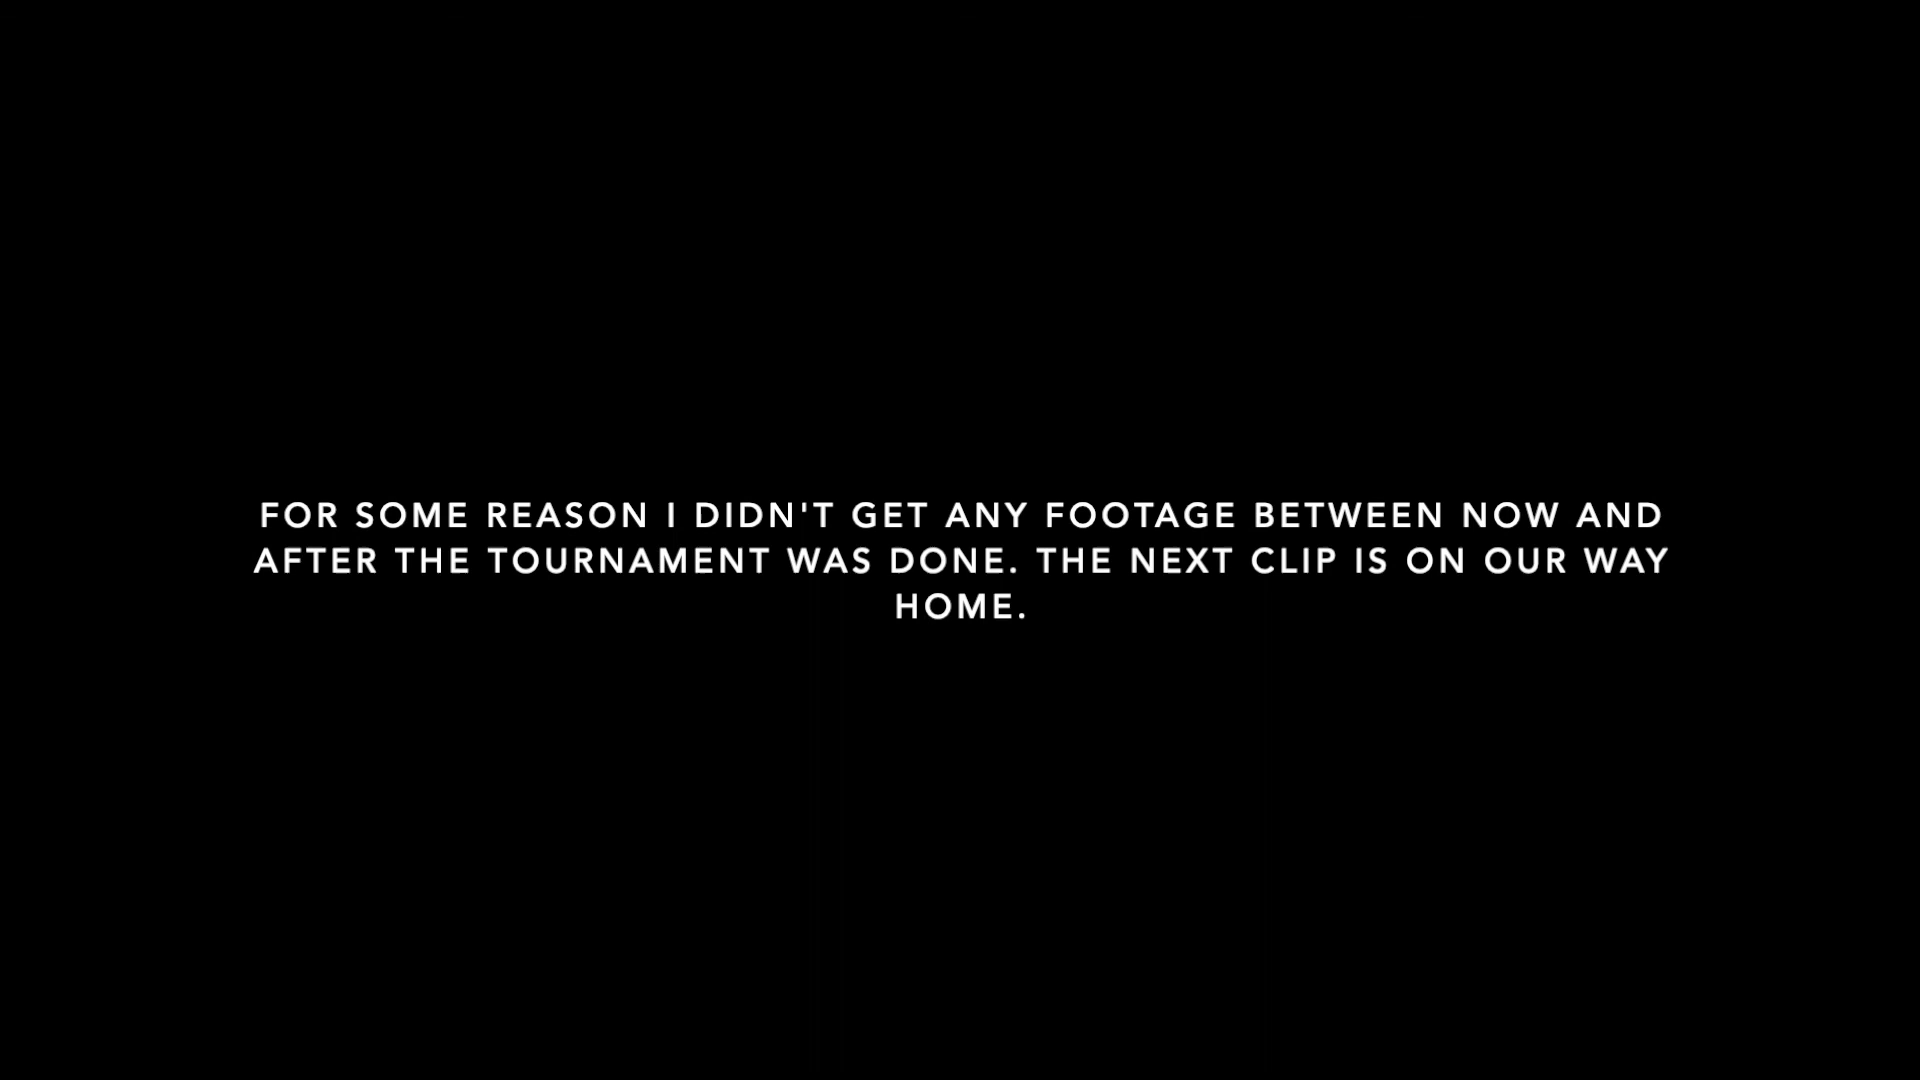 FOR SOME REASON I DIDN'T GET ANY FOOTAGE BETWEEN NOW AND
AFTER THE TOURNAMENT WAS DONE. THE NEXT CLIP IS ON OUR WAY
HOME.